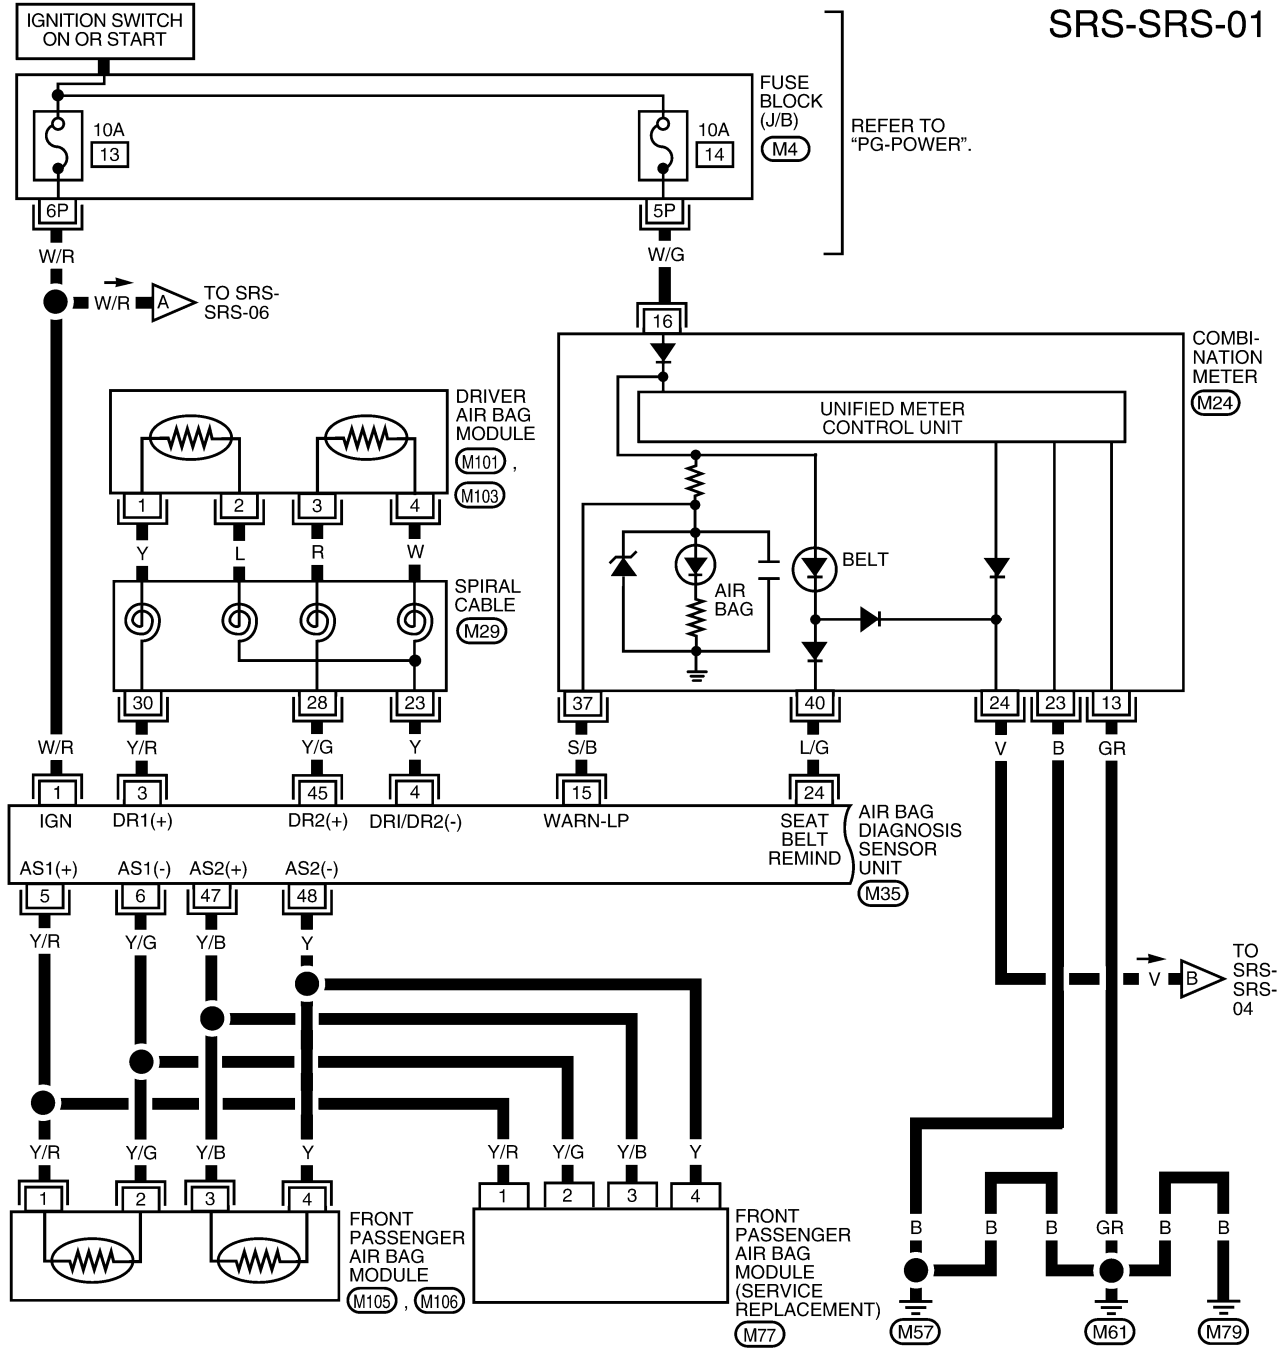 IGNITION SWITCH
ON OR START
SRS-SRS-01
10A
13
10A
14
FUSE
BLOCK
(J/B)
M4
REFER TO
“PG-POWER”.
6P
5P
W/R
W/G
W/R
A
TO SRS-
SRS-06
16
COMBI-
NATION
METER
M24
UNIFIED METER
CONTROL UNIT
DRIVER
AIR BAG
MODULE
M101 ,
M103
1
2
3
4
Y
L
R
W
BELT
AIR
BAG
SPIRAL
CABLE
M29
30
28
23
37
40
24
23
13
W/R
Y/R
Y/G
Y
S/B
L/G
V
B
GR
1
3
45
4
15
24
IGN
DR1(+)
DR2(+)
DRI/DR2(-)
WARN-LP
SEAT
BELT
REMIND
AIR BAG
DIAGNOSIS
SENSOR
UNIT
M35
AS1(+)
AS1(-)
AS2(+)
AS2(-)
5
6
47
48
Y/R
Y/G
Y/B
Y
V
B
TO
SRS-
SRS-
04
Y/R
Y/G
Y/B
Y
Y/R
Y/G
Y/B
Y
1
2
3
4
1
2
3
4
FRONT
PASSENGER
AIR BAG
MODULE
M105 , M106
FRONT
PASSENGER
AIR BAG
MODULE
(SERVICE
REPLACEMENT)
M77
B
B
B
GR
B
B
M57
M61
M79